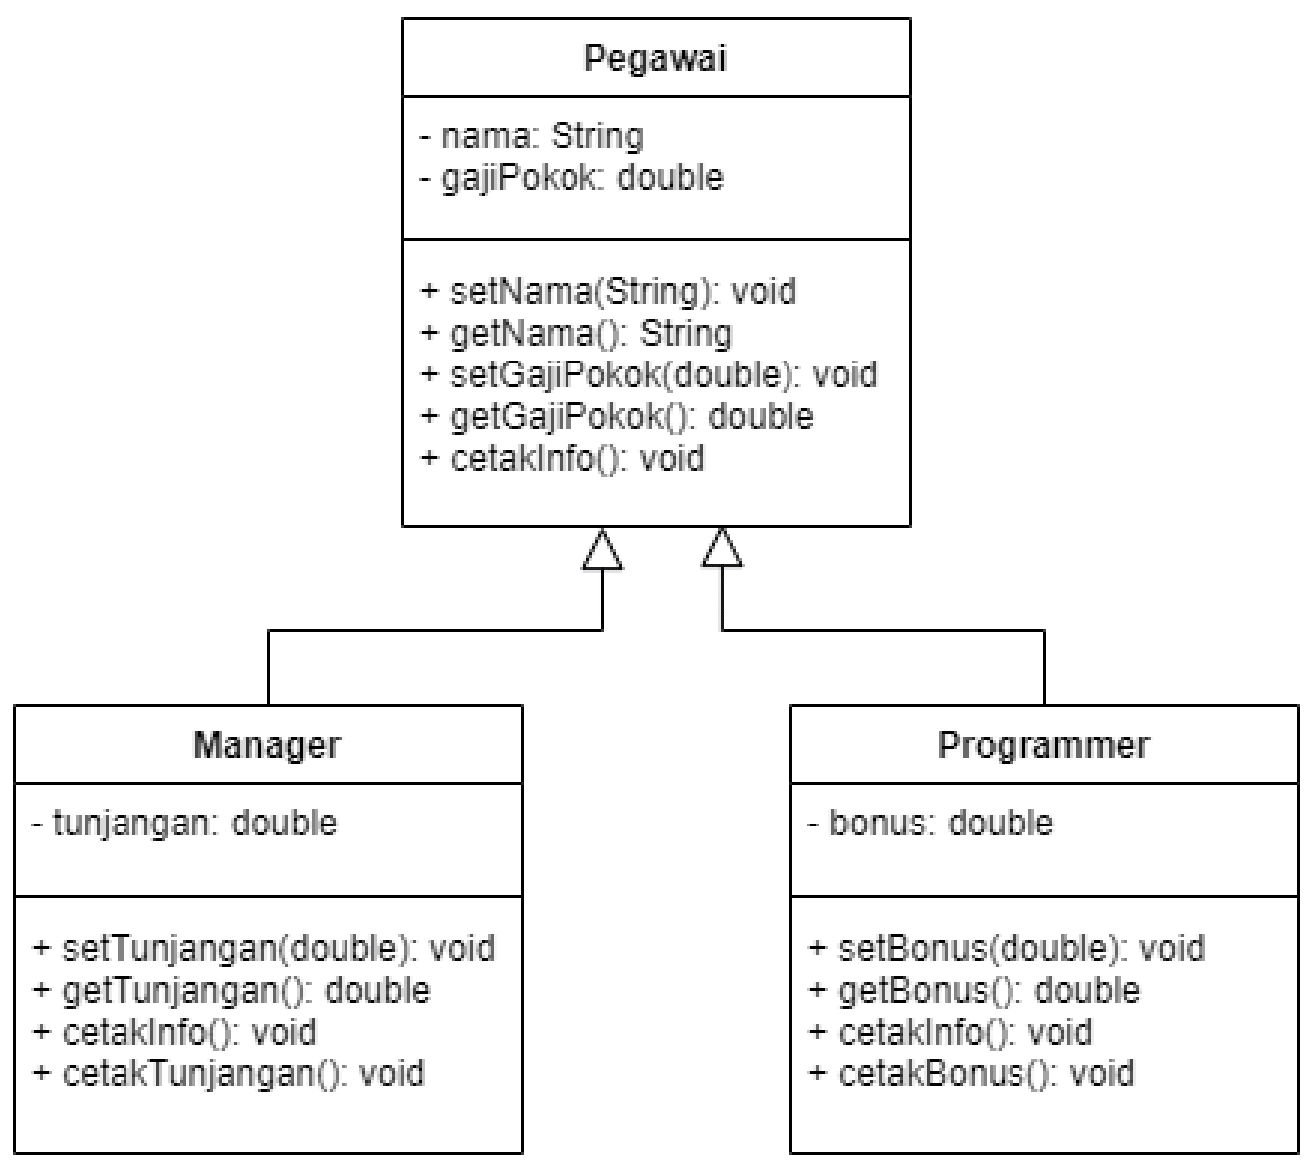 Pegawai
- nama: String
- gajiPokok: double
+ setNama(String): void
+ getNama(): String
+ setGajiPokok(double): void
+ getGajiPokok(): double
+ cetakInfo(): void
Manager
- tunjangan: double
+ setTunjangan(double): void
+ getTunjangan(): double
+ cetakInfo(): void
+ cetakTunjangan(): void
Programmer
- bonus: double
+ setBonus(double): void
+ getBonus(): double
+ cetakInfo(): void
+ cetakBonus(): void